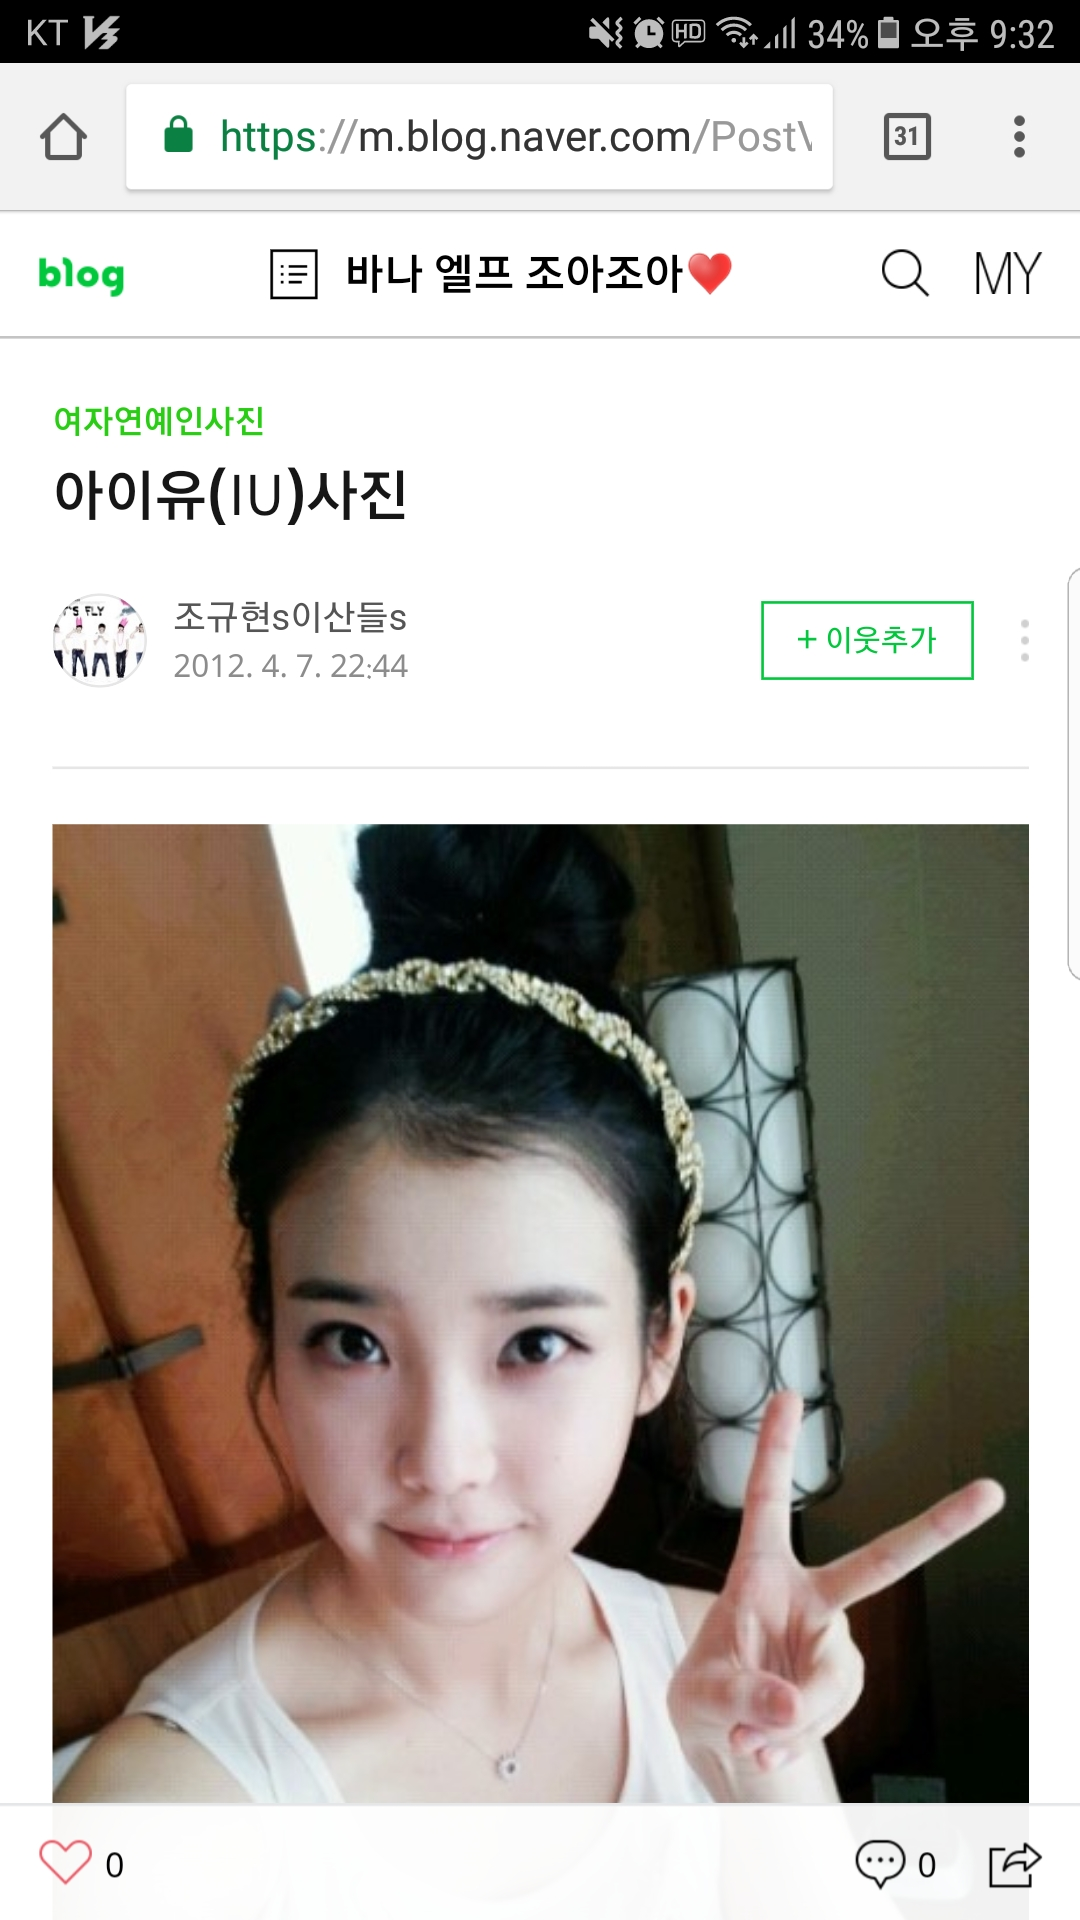 KT HD 34% 오후 9:32
https://m.blog.naver.com/PostV
31
blog 바나 엘프 조아조아❤️ MY
여자연예인사진
아이유(IU)사진
조규현s이산들s
2012. 4. 7. 22:44
+ 이웃추가
0 0